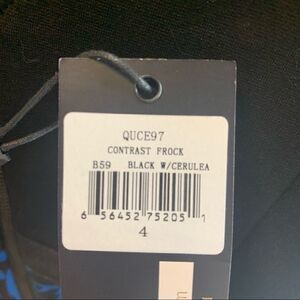 QUCE97
CONTRAST FROCK
B59 BLACK W/CERULEA
6 56452 75205 1
4